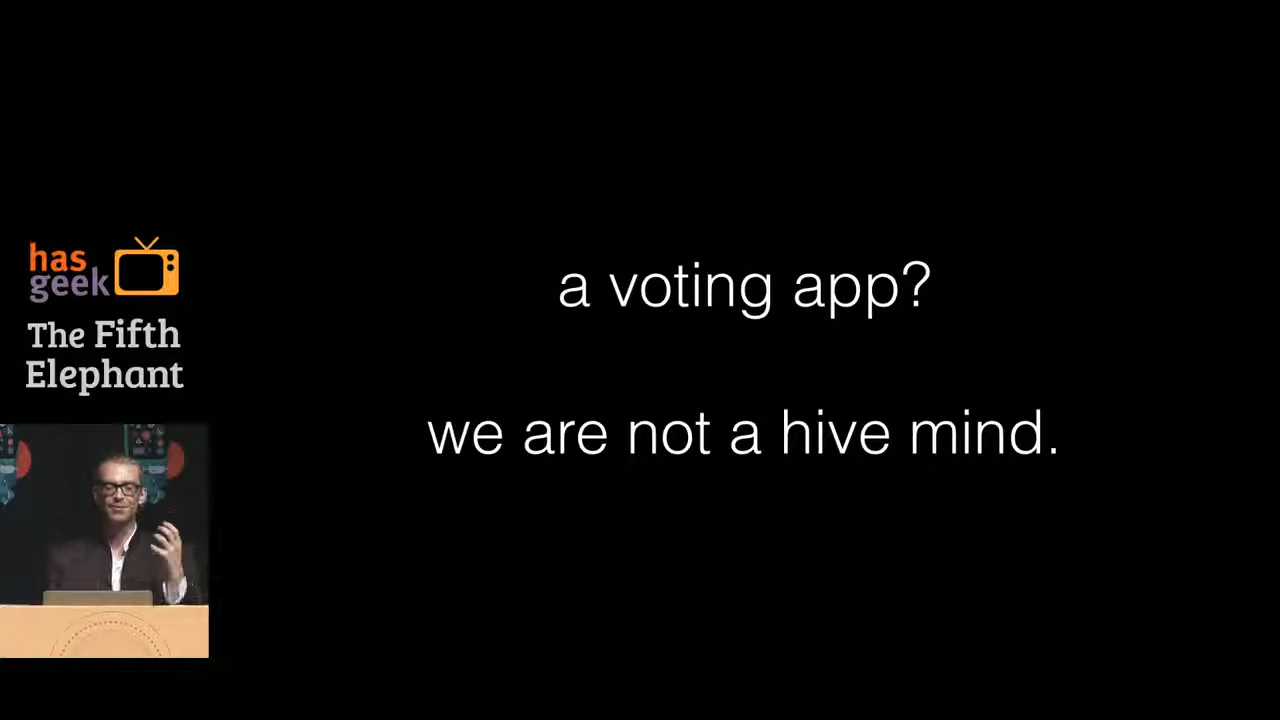 has
geek
The Fifth
Elephant
a voting app?
we are not a hive mind.